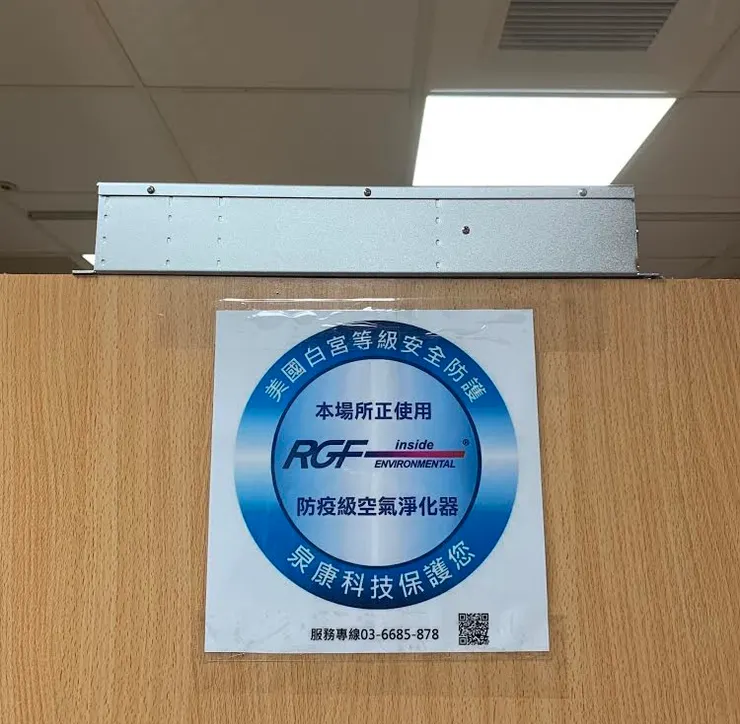 美國白宮等級安全防護
本場所正使用
RGF inside ®
ENVIRONMENTAL
防疫級空氣淨化器
泉康科技保護您
服務專線03-6685-878